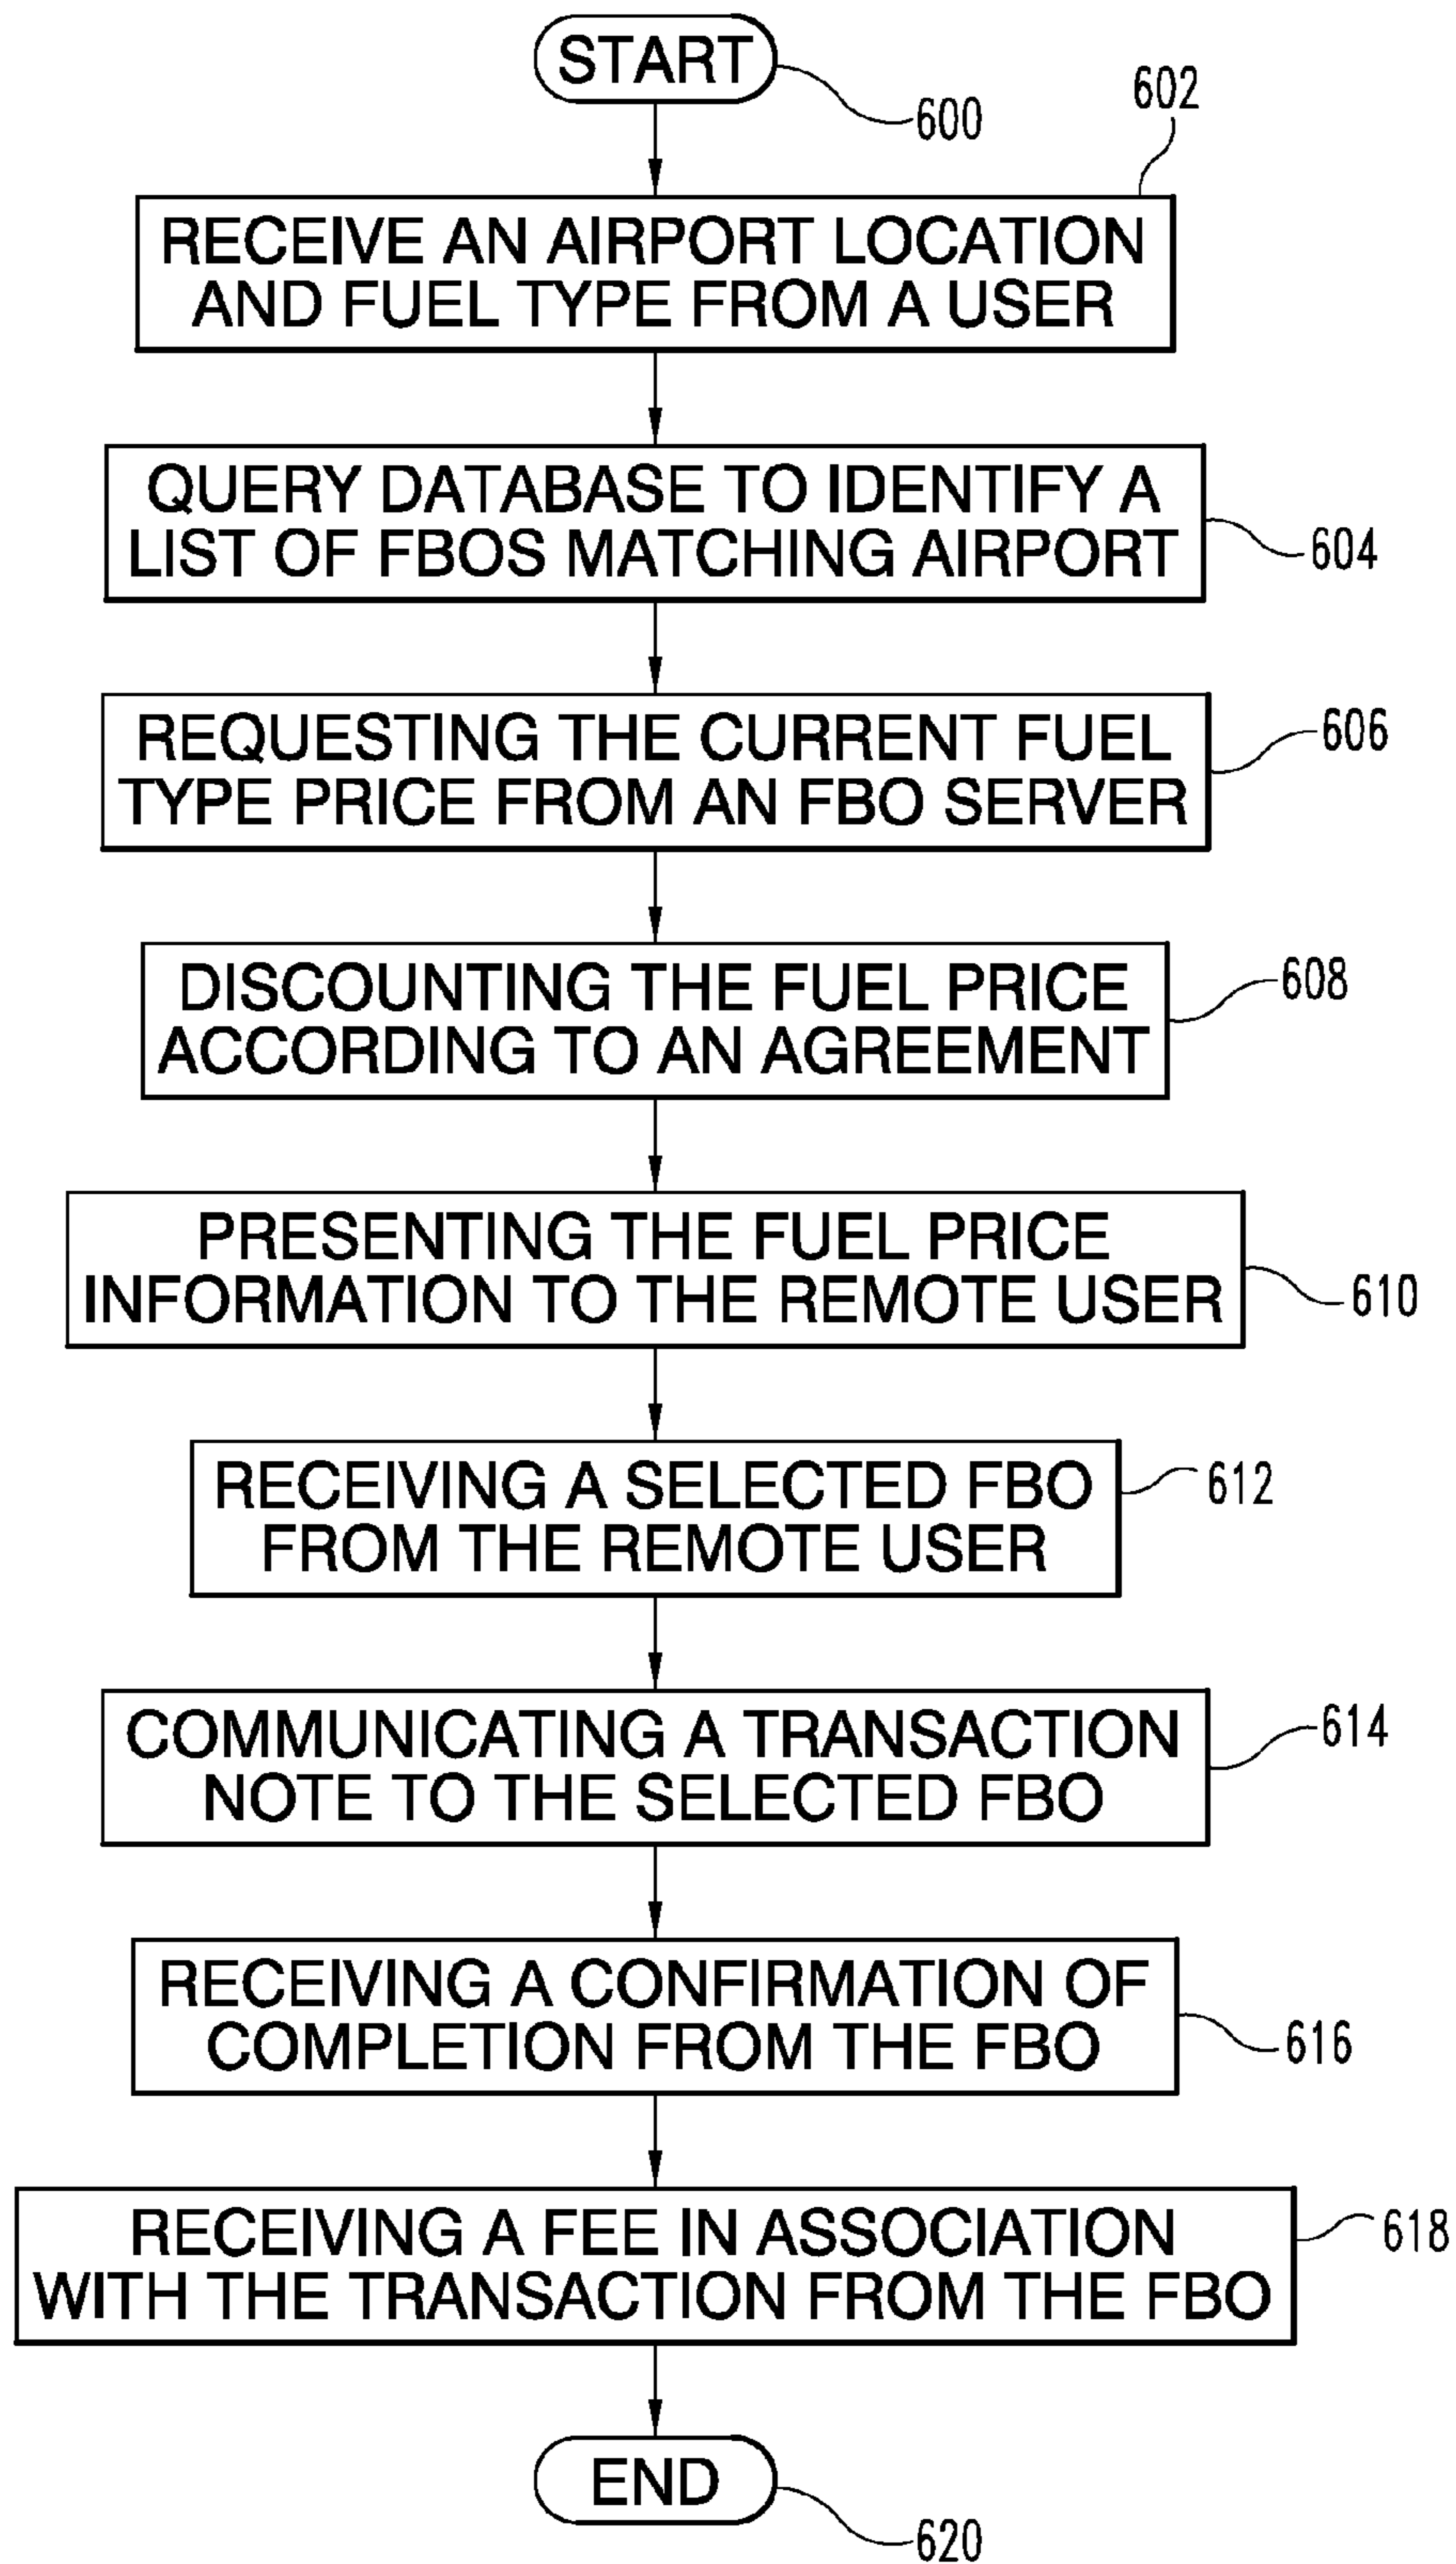 START
600
602
RECEIVE AN AIRPORT LOCATION
AND FUEL TYPE FROM A USER
QUERY DATABASE TO IDENTIFY A
LIST OF FBOS MATCHING AIRPORT
604
REQUESTING THE CURRENT FUEL
TYPE PRICE FROM AN FBO SERVER
606
DISCOUNTING THE FUEL PRICE
ACCORDING TO AN AGREEMENT
608
PRESENTING THE FUEL PRICE
INFORMATION TO THE REMOTE USER
610
RECEIVING A SELECTED FBO
FROM THE REMOTE USER
612
COMMUNICATING A TRANSACTION
NOTE TO THE SELECTED FBO
614
RECEIVING A CONFIRMATION OF
COMPLETION FROM THE FBO
616
RECEIVING A FEE IN ASSOCIATION
WITH THE TRANSACTION FROM THE FBO
618
END
620